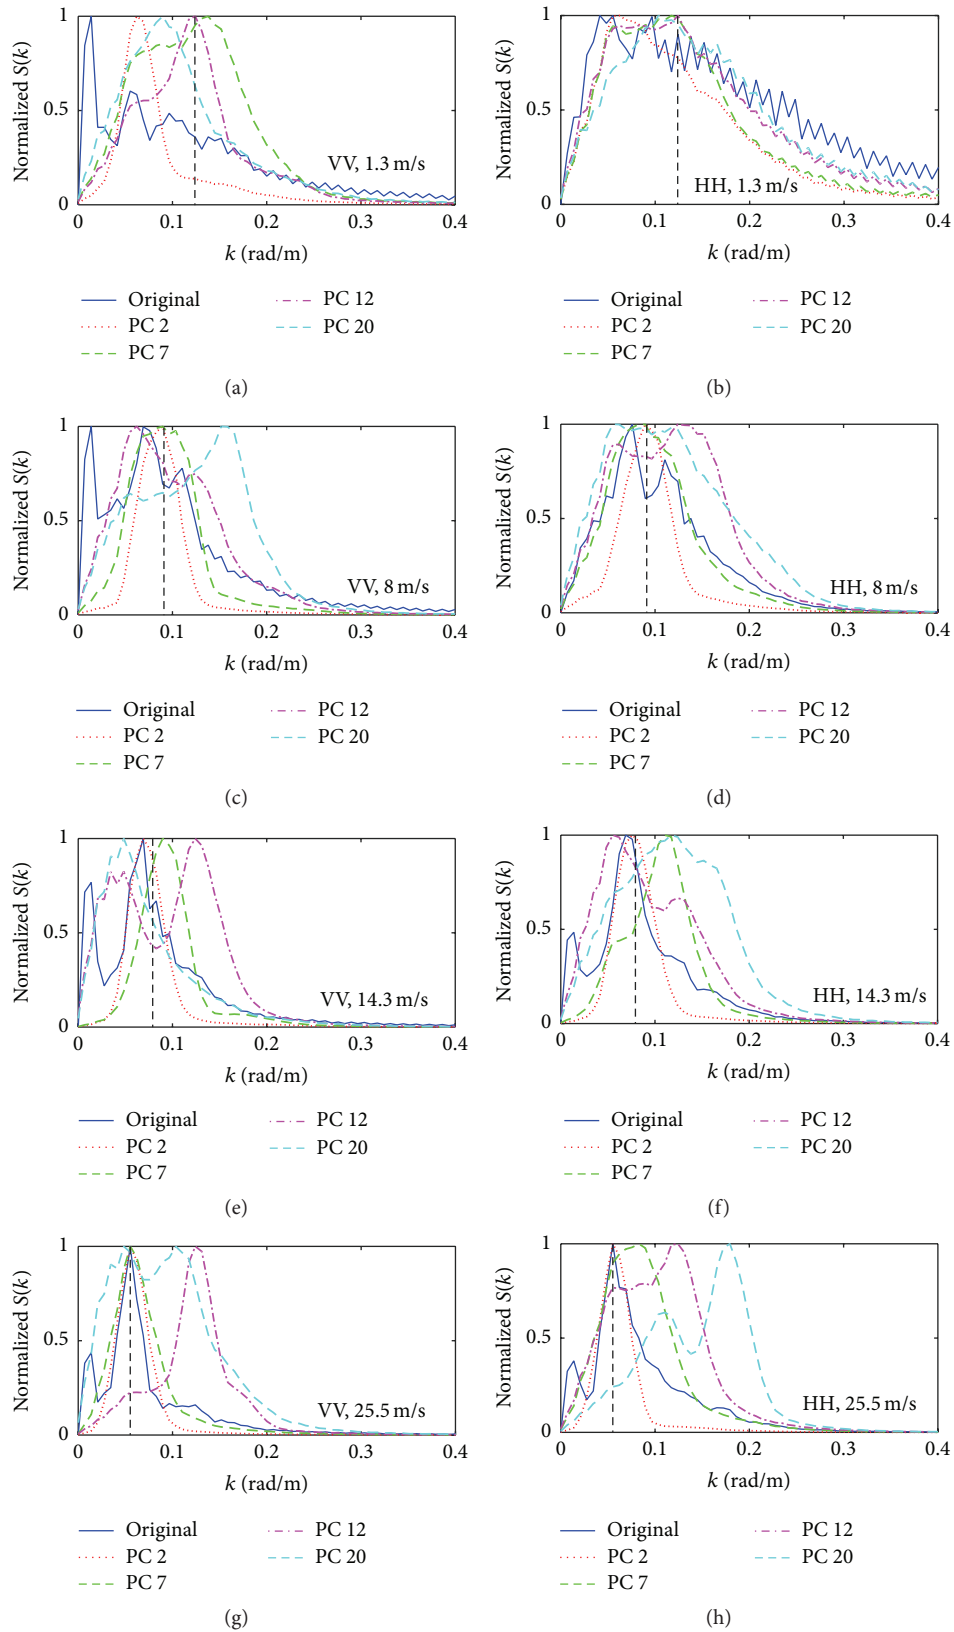 1
0.5
0
Normalized S(k)
0 0.1 0.2 0.3 0.4
k (rad/m)
VV, 1.3 m/s
Original
PC 2
PC 7
PC 12
PC 20
(a)
1
0.5
0
Normalized S(k)
0 0.1 0.2 0.3 0.4
k (rad/m)
HH, 1.3 m/s
Original
PC 2
PC 7
PC 12
PC 20
(b)
1
0.5
0
Normalized S(k)
0 0.1 0.2 0.3 0.4
k (rad/m)
VV, 8 m/s
Original
PC 2
PC 7
PC 12
PC 20
(c)
1
0.5
0
Normalized S(k)
0 0.1 0.2 0.3 0.4
k (rad/m)
HH, 8 m/s
Original
PC 2
PC 7
PC 12
PC 20
(d)
1
0.5
0
Normalized S(k)
0 0.1 0.2 0.3 0.4
k (rad/m)
VV, 14.3 m/s
Original
PC 2
PC 7
PC 12
PC 20
(e)
1
0.5
0
Normalized S(k)
0 0.1 0.2 0.3 0.4
k (rad/m)
HH, 14.3 m/s
Original
PC 2
PC 7
PC 12
PC 20
(f)
1
0.5
0
Normalized S(k)
0 0.1 0.2 0.3 0.4
k (rad/m)
VV, 25.5 m/s
Original
PC 2
PC 7
PC 12
PC 20
(g)
1
0.5
0
Normalized S(k)
0 0.1 0.2 0.3 0.4
k (rad/m)
HH, 25.5 m/s
Original
PC 2
PC 7
PC 12
PC 20
(h)